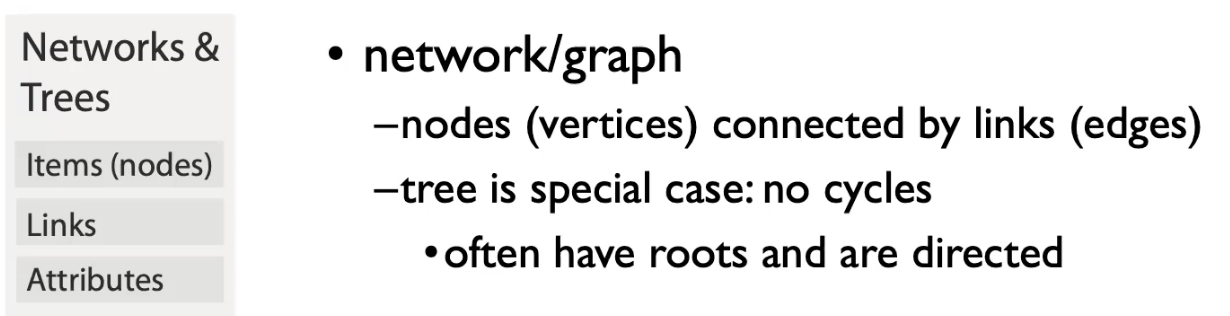 Networks &
Trees
Items (nodes)
Links
Attributes
• network/graph
–nodes (vertices) connected by links (edges)
–tree is special case: no cycles
•often have roots and are directed